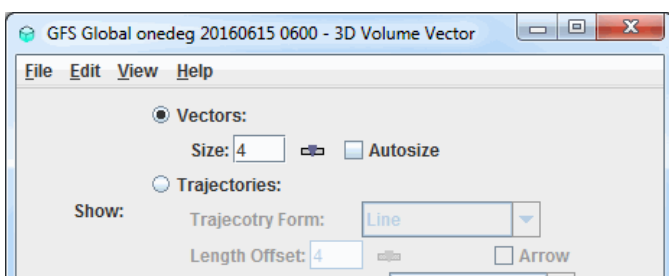 GFS Global onedeg 20160615 0600 - 3D Volume Vector
File Edit View Help
Vectors:
Size: 4 Autosize
Trajectories:
Show:
Trajecotry Form: Line
Length Offset: 4 Arrow